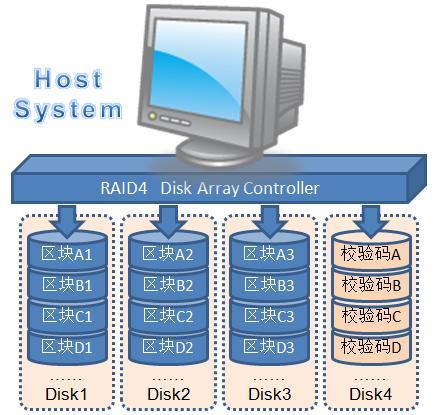 Host
System
RAID4 Disk Array Controller
区块A1 区块A2 区块A3 校验码A
区块B1 区块B2 区块B3 校验码B
区块C1 区块C2 区块C3 校验码C
区块D1 区块D2 区块D3 校验码D
...... ...... ...... ......
Disk1 Disk2 Disk3 Disk4